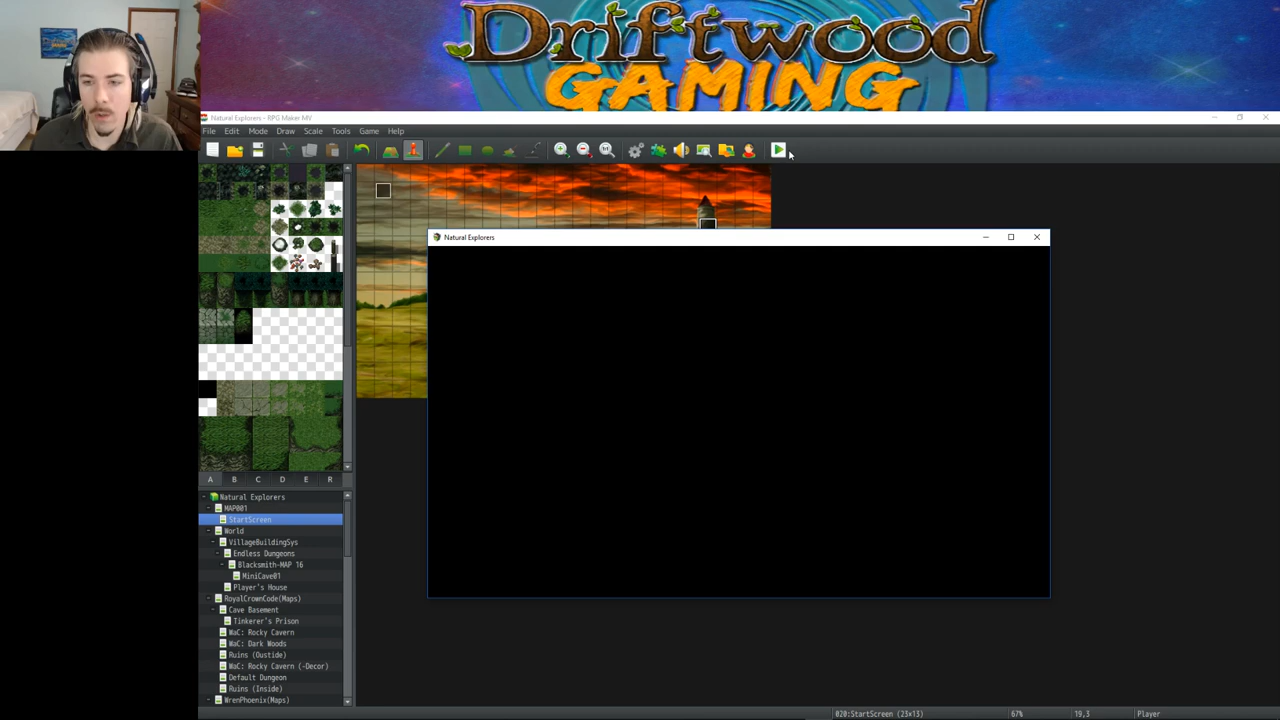 Driftwood
GAMING
Natural Explorers - RPG Maker MV
File Edit Mode Draw Scale Tools Game Help
Natural Explorers
A B C D E R
Natural Explorers
MAP001
StartScreen
World
VillageBuildingSys
Endless Dungeons
Blacksmith-MAP 16
MiniCave01
Player's House
RoyalCrownCode(Maps)
Cave Basement
Tinkerer's Prison
WaC: Rocky Cavern
WaC: Dark Woods
Ruins (Oustide)
WaC: Rocky Cavern (-Decor)
Default Dungeon
Ruins (Inside)
WrenPhoenix(Maps)
020:StartScreen (23x13) 67% 19,3 Player